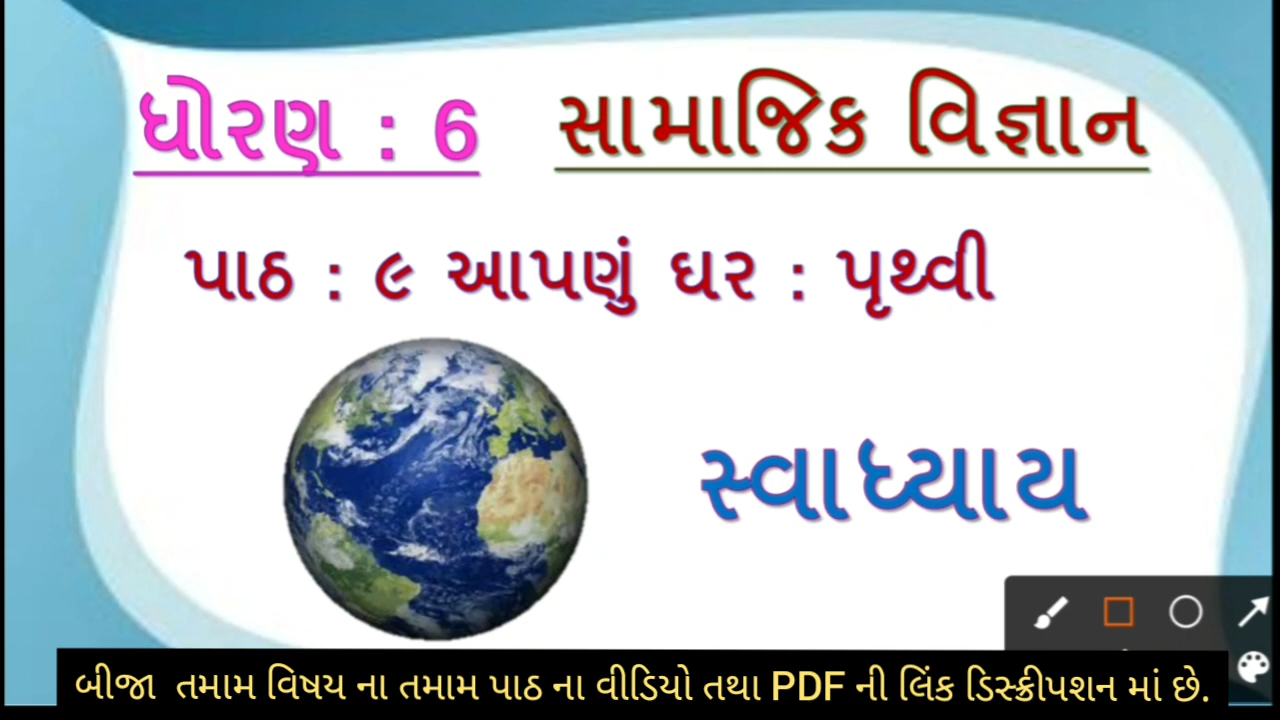 ધોરણ : 6 સામાજિક વિજ્ઞાન
પાઠ : ૯ આપણું ઘર : પૃથ્વી
સ્વાધ્યાય
બીજા તમામ વિષય ના તમામ પાઠ ના વીડિયો તથા PDF ની લિંક ડિસ્ક્રીપશન માં છે.